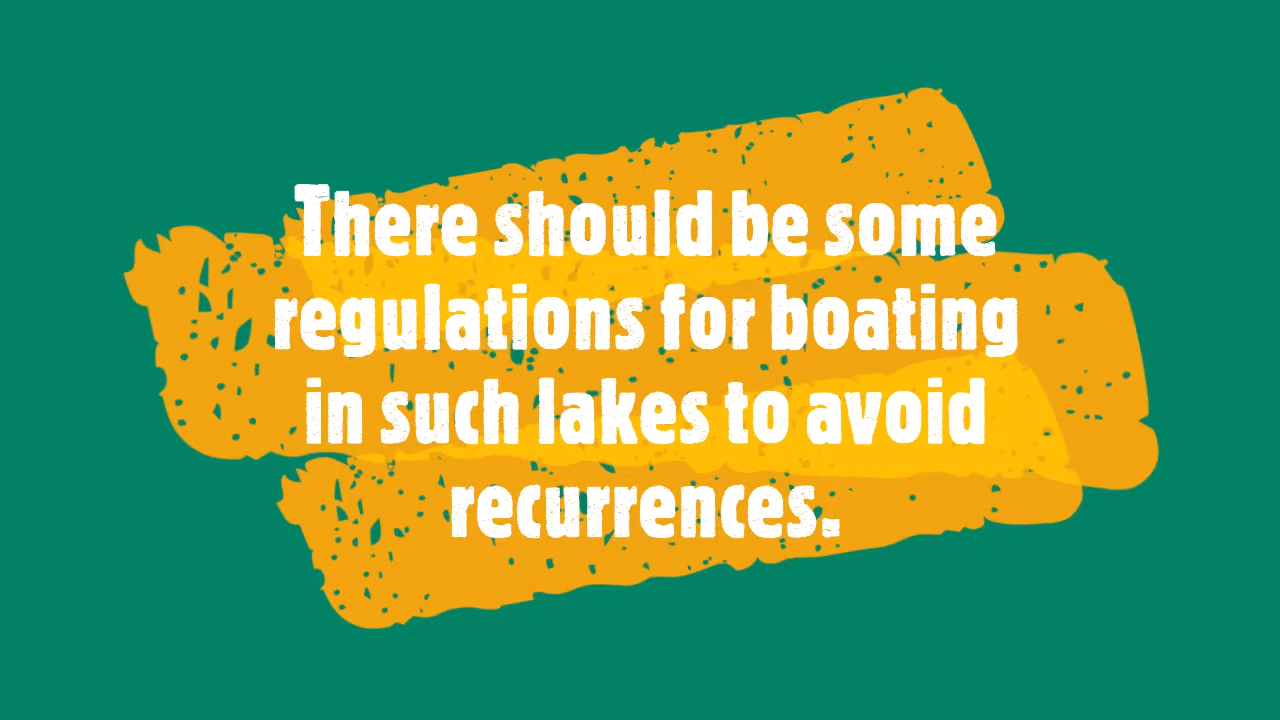 There should be some
regulations for boating
in such lakes to avoid
recurrences.